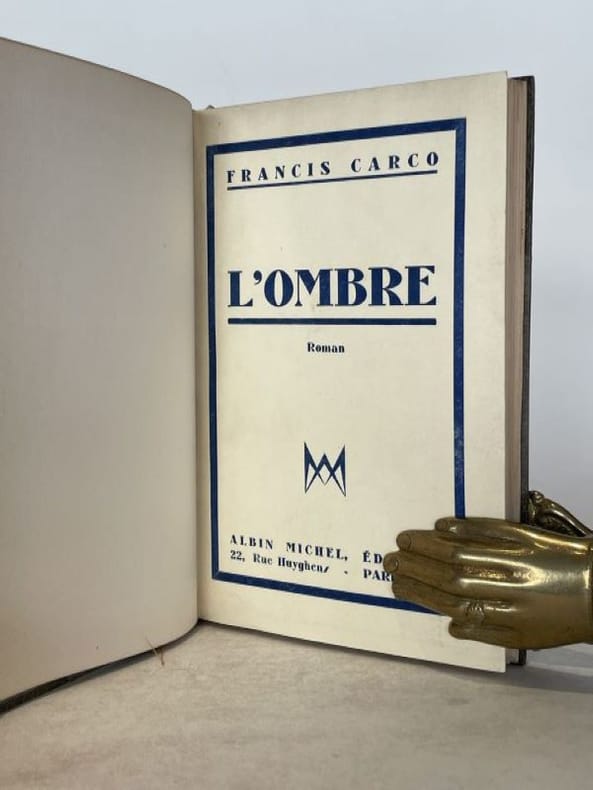 FRANCIS CARCO
L'OMBRE
Roman
ALBIN MICHEL,
22, Rue Huyghens -